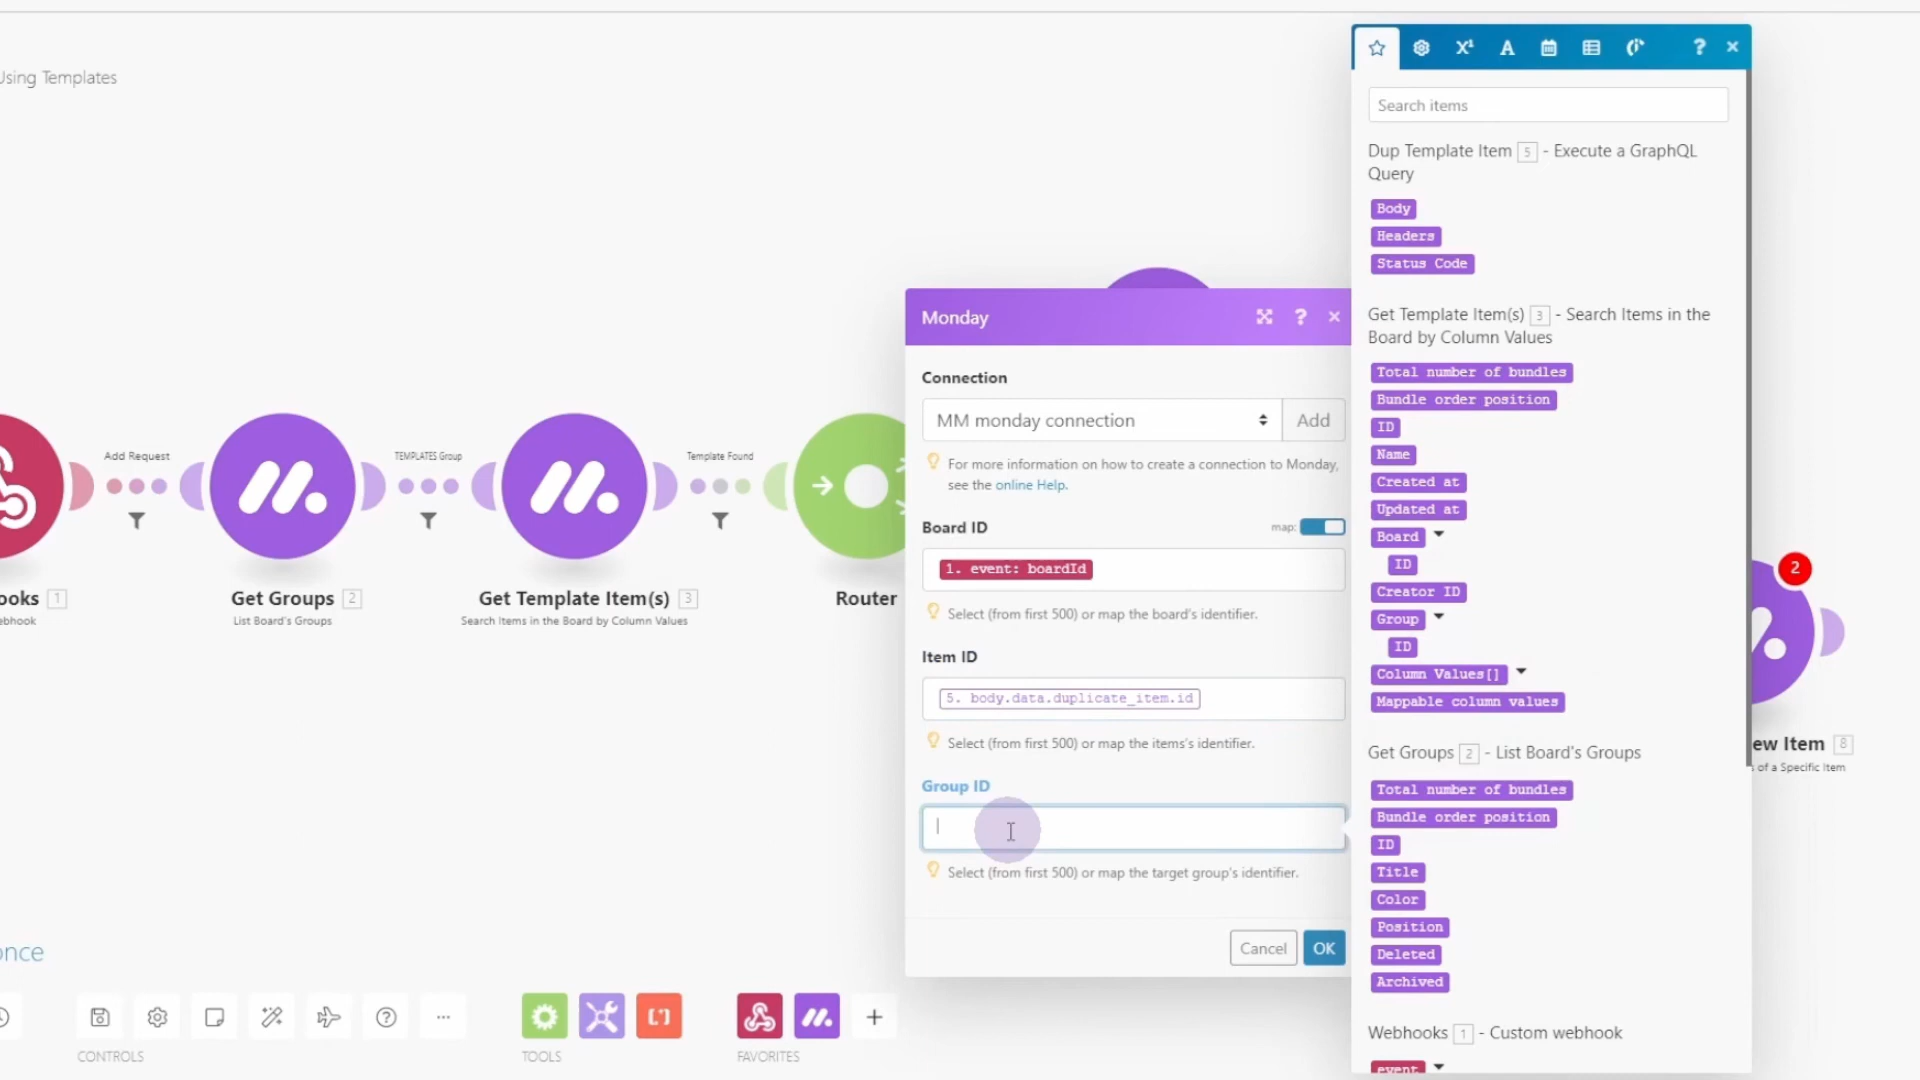 Using Templates
Search items
Dup Template Item 5 - Execute a GraphQL
Query
Body
Headers
Status Code
Get Template Item(s) 3 - Search Items in the
Board by Column Values
Total number of bundles
Bundle order position
ID
Name
Created at
Updated at
Board
ID
Creator ID
Group
ID
Column Values[]
Mappable column values
Get Groups 2 - List Board's Groups
Total number of bundles
Bundle order position
ID
Title
Color
Position
Deleted
Archived
Webhooks 1 - Custom webhook
event
Monday
Connection
MM monday connection
Add
For more information on how to create a connection to Monday,
see the online Help.
Board ID
map:
1. event: boardId
Select (from first 500) or map the board's identifier.
Item ID
5. body.data.duplicate_item.id
Select (from first 500) or map the items's identifier.
Group ID
Select (from first 500) or map the target group's identifier.
Cancel
OK
Add Request
TEMPLATES Group
Template Found
ooks 1
ebhook
Get Groups 2
List Board's Groups
Get Template Item(s) 3
Search Items in the Board by Column Values
Router
2
ew Item 8
s of a Specific Item
once
CONTROLS
TOOLS
FAVORITES